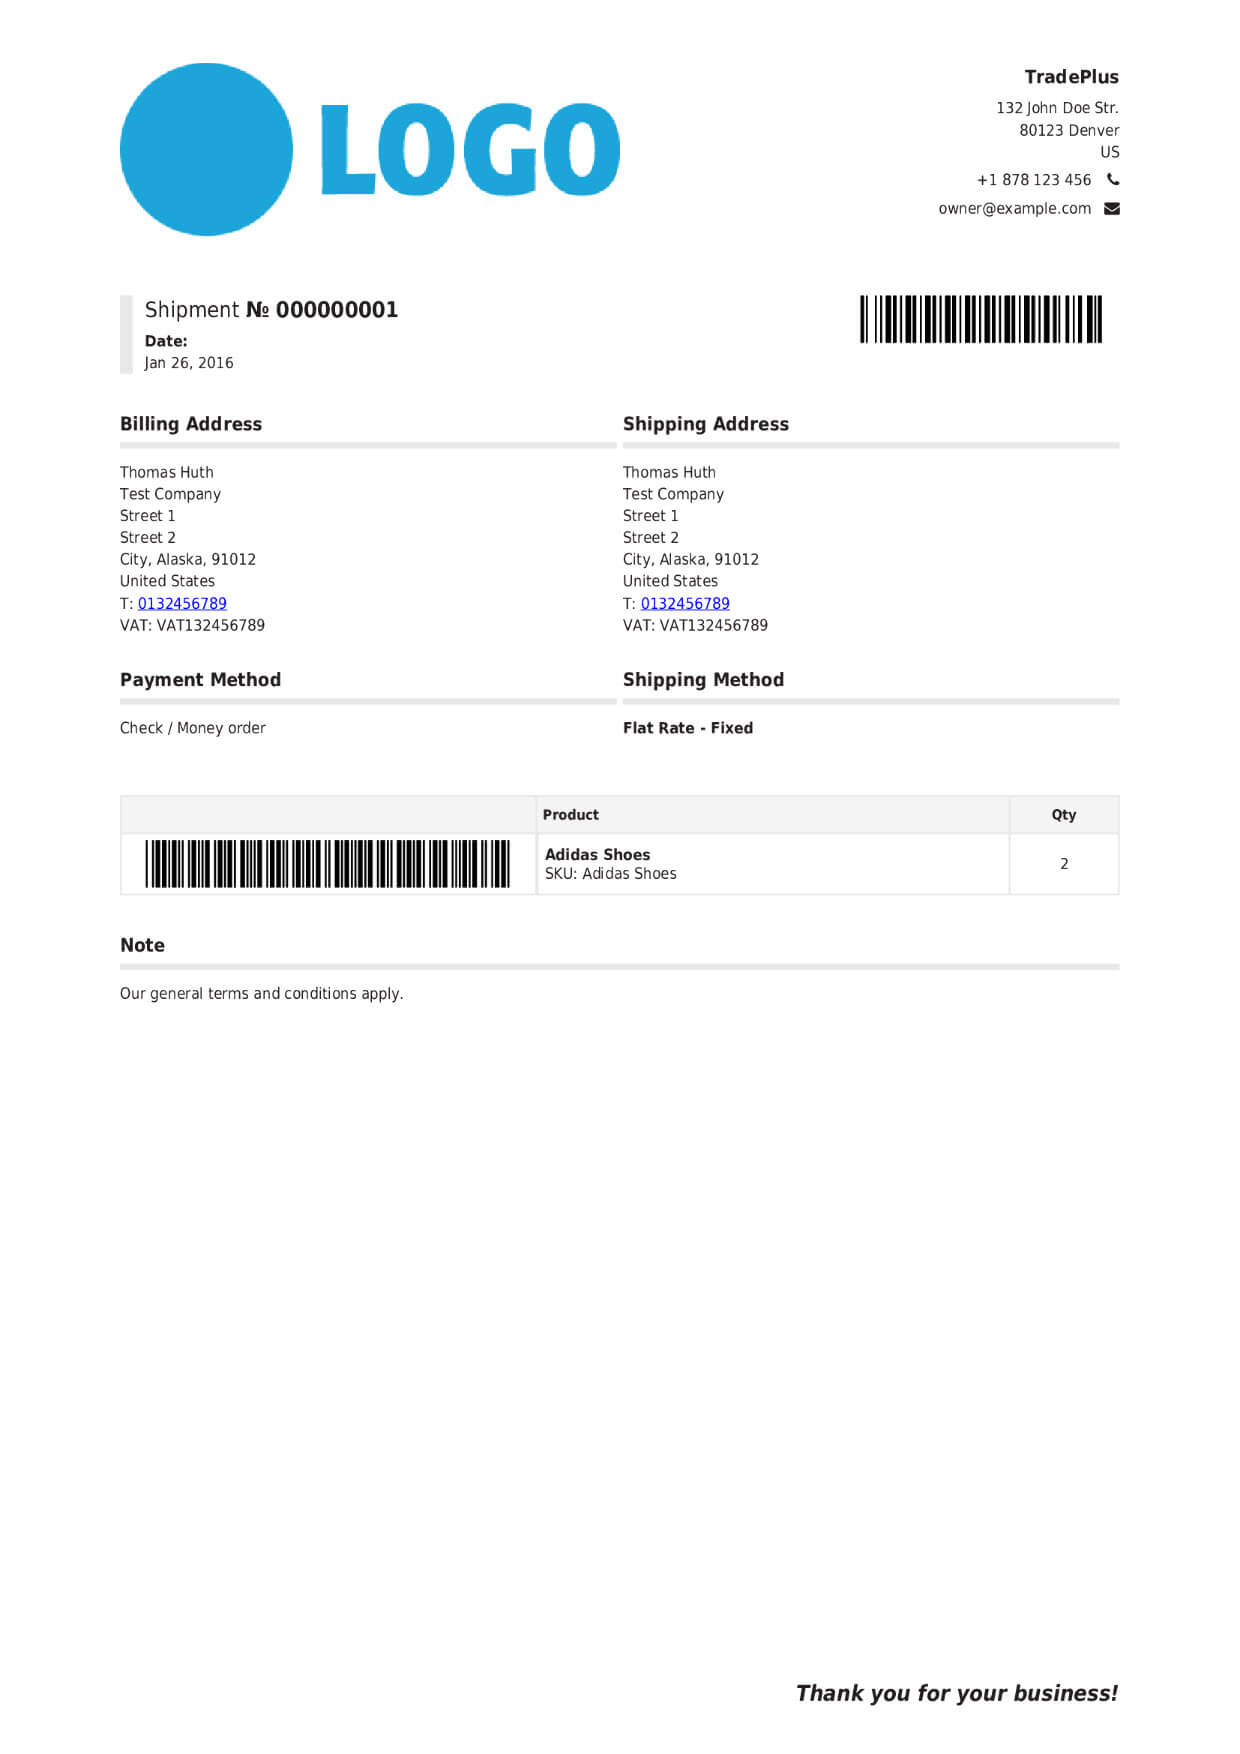 LOGO
TradePlus
132 John Doe Str.
80123 Denver
US
+1 878 123 456
owner@example.com
Shipment № 000000001
Date:
Jan 26, 2016
Billing Address
Thomas Huth
Test Company
Street 1
Street 2
City, Alaska, 91012
United States
T: 0132456789
VAT: VAT132456789
Shipping Address
Thomas Huth
Test Company
Street 1
Street 2
City, Alaska, 91012
United States
T: 0132456789
VAT: VAT132456789
Payment Method
Check / Money order
Shipping Method
Flat Rate - Fixed
Product Qty
Adidas Shoes
SKU: Adidas Shoes
2
Note
Our general terms and conditions apply.
Thank you for your business!